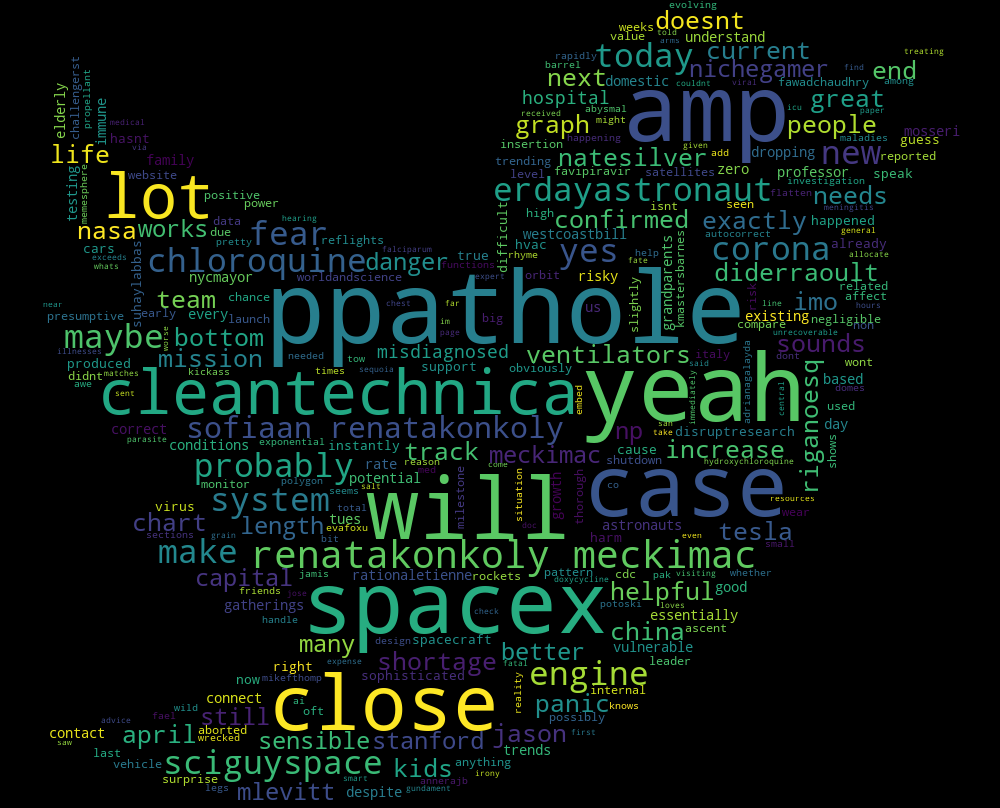 evolving
doesnt
weeks told
value arms understand
today current treating
rapidly nichegamer end
barrel next domestic couldnt viral fawadchaudhry find among
hospital abysmal amp icu great paper
received might
graph people mosseri
insertion happening given new reported guess
trending natesilver add dropping maladies
level favipiravir satellites zero professor speak
erdayastronaut investigation
flatten needs
high confirmed isnt seen exactly meningitis happened
westcoastbill autocorrect general
difficult hvac yes help corona already allocate
rhyme expert orbit risky fate grandparents kmastersbarnes diderraoult related
us slightly risk line imo affect
big compare existing hours negligible non
elderly challengerst propellant
immune medical
hasnt via
life family
testing memesphere website
lot positive power
nasa works data due fear hearing
cars pretty reflights
exceeds chloroquine danger true falciparum functions
whats suhaylabbas nycmayor worldandscience
near team every chance far
presumptive early launch ppathole im page unrecoverable
maybe worse bottom needed chest times tow misdiagnosed ventilators italy said sounds
illnesses produced mission support obviously dont wont
didnt matches kickass sequoia immediately adrianagalayda central riganoesq based
awe sent cleantechnica embed yeah domes used
correct sofiaan renatakonkoly san take np disruptresearch day
parasite conditions exponential instantly track meckimac cause increase shows
probably rate reason med come shutdown hydroxychloroquine
monitor polygon potential co resources
virus system seems salt will milestone situation growth thorough case wear
chart length total tues evafoxu doc astronauts tesla
sections grain bit harm even small
make renatakonkoly meckimac
capital jamis rationaletienne rockets pattern cdc pak visiting whether
friends jose doxycycline helpful good
gatherings spacex check potoski loves essentially
handle china ascent
many design spacecraft better vulnerable
right expense shortage fatal engine leader
now mikefthomp sophisticated internal
connect ai close reality knows
wild oft panic
advice fael still possibly
contact aborted april jason first
saw wrecked sensible stanford
last trends
vehicle sciguyspace kids anything
surprise smart annerajb irony
legs mlevitt despite gundament